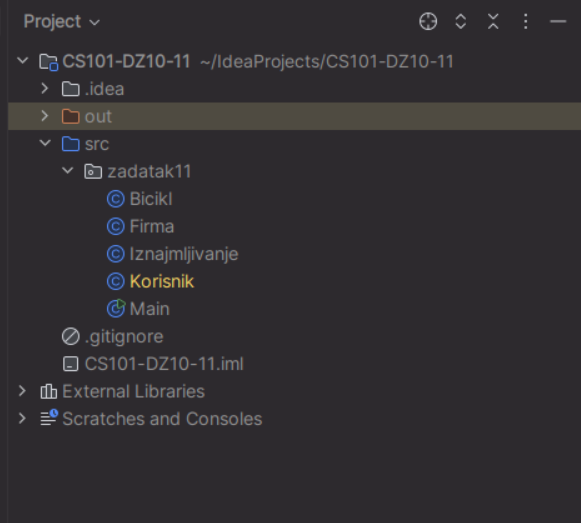 Project
CS101-DZ10-11 ~/IdeaProjects/CS101-DZ10-11
.idea
out
src
zadatak11
Bicikl
Firma
Iznajmljivanje
Korisnik
Main
.gitignore
CS101-DZ10-11.iml
External Libraries
Scratches and Consoles